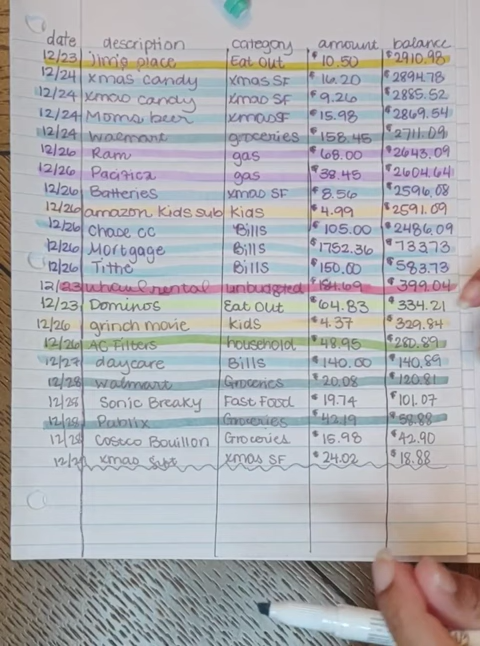 date description category amount balance
12/23 Jim's place Eat Out $10.50 $2910.98
12/24 xmas candy xmas SF $16.20 $2894.78
12/24 xmas candy xmas SF $9.26 $2885.52
12/24 Moms beer xmas SF $15.98 $2869.54
12/24 Walmart groceries $158.45 $2711.09
12/26 Ram gas $68.00 $2643.09
12/26 Pacifica gas $38.45 $2604.64
12/26 Batteries xmas SF $8.56 $2596.08
12/26 amazon Kids sub Kids $4.99 $2591.09
12/26 Chase CC Bills $105.00 $2486.09
12/26 Mortgage Bills $1752.36 $733.73
12/26 Tithe Bills $150.00 $583.73
12/23 uhaul rental unbudgeted $184.69 $399.04
12/23 Dominos Eat Out $64.83 $334.21
12/26 grinch movie Kids $4.37 $329.84
12/26 AC Filters household $48.95 $280.89
12/27 daycare Bills $140.00 $140.89
12/28 Walmart Groceries $20.08 $120.81
12/28 Sonic Breaky Fast Food $19.74 $101.07
12/28 Publix Groceries $42.19 $58.88
12/28 Costco Bouillon Groceries $15.98 $42.90
xmas xmas SF $24.02 $18.88